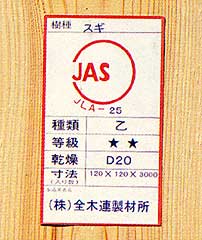 樹種 スギ
JAS
JLA-25
種類 乙
等級 ★★
乾燥 D20
寸法 120×120×3000
(入り数)
(株)全木連製材所